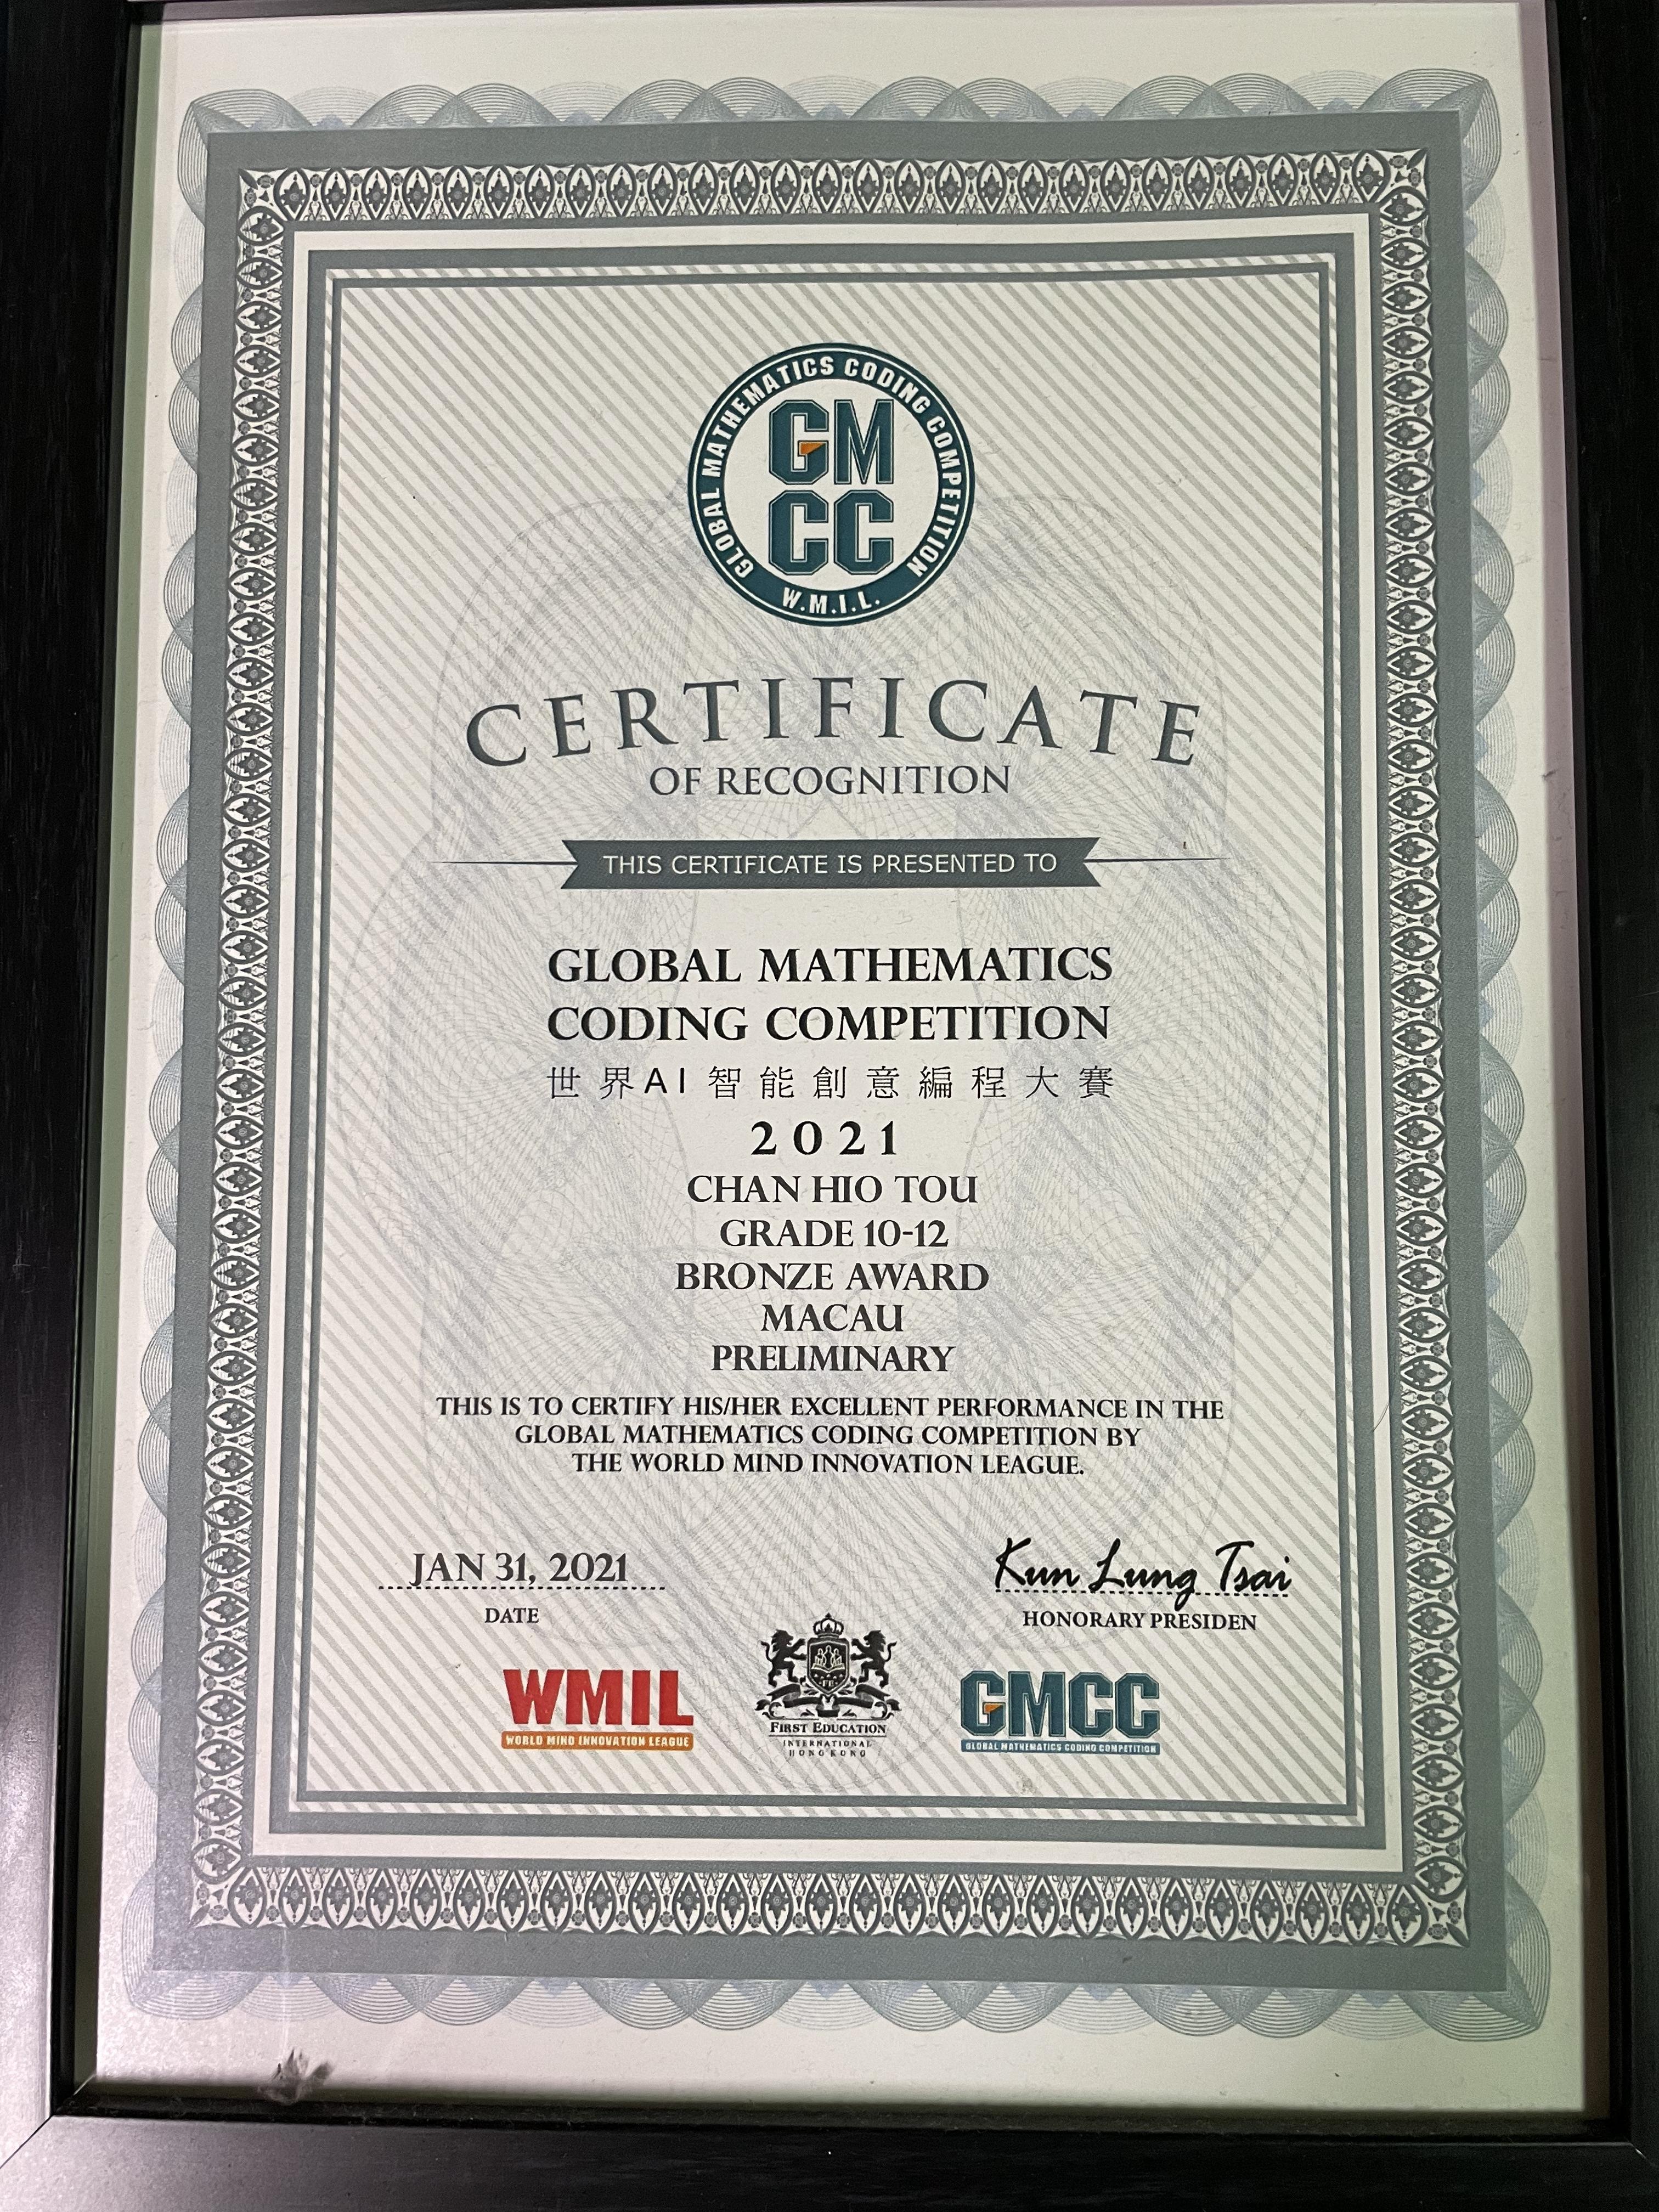 GLOBAL MATHEMATICS CODING COMPETITION
GM
CC
W.M.I.L.
CERTIFICATE
OF RECOGNITION
THIS CERTIFICATE IS PRESENTED TO
GLOBAL MATHEMATICS
CODING COMPETITION
世界AI智能創意編程大賽
2021
CHAN HIO TOU
GRADE 10-12
BRONZE AWARD
MACAU
PRELIMINARY
THIS IS TO CERTIFY HIS/HER EXCELLENT PERFORMANCE IN THE
GLOBAL MATHEMATICS CODING COMPETITION BY
THE WORLD MIND INNOVATION LEAGUE.
JAN 31, 2021
DATE
Kun Lung Tsai
HONORARY PRESIDEN
WMIL
WORLD MIND INNOVATION LEAGUE
FIRST EDUCATION
INTERNATIONAL
HONG KONG
GMCC
GLOBAL MATHEMATICS CODING COMPETITION